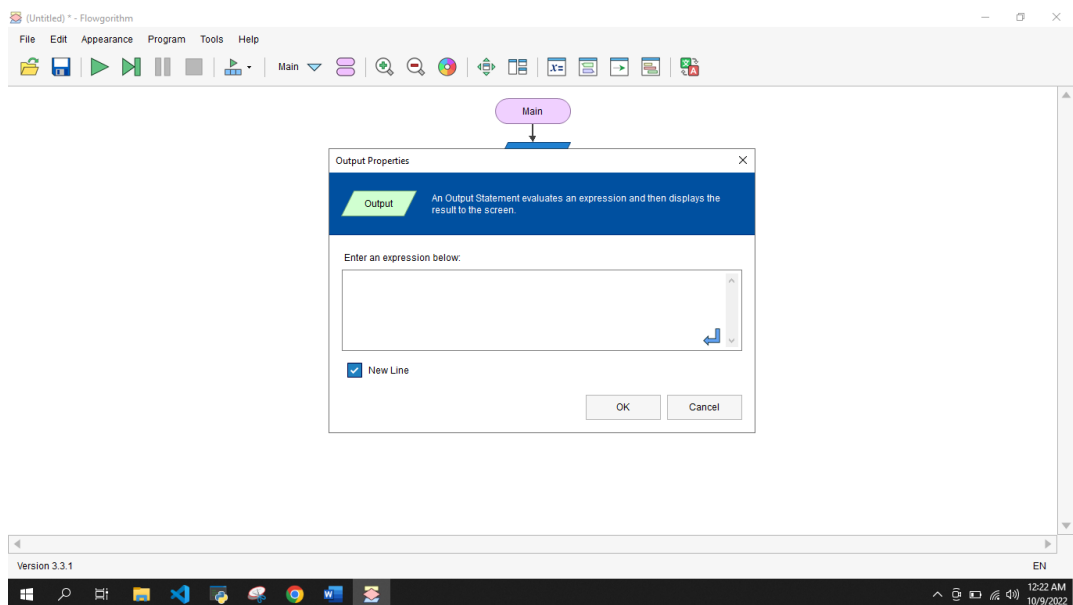 (Untitled) * - Flowgorithm
File Edit Appearance Program Tools Help
Main
x=
Main
Output Properties
Output
An Output Statement evaluates an expression and then displays the
result to the screen.
Enter an expression below:
New Line
OK Cancel
Version 3.3.1
EN
12:22 AM
10/9/2022